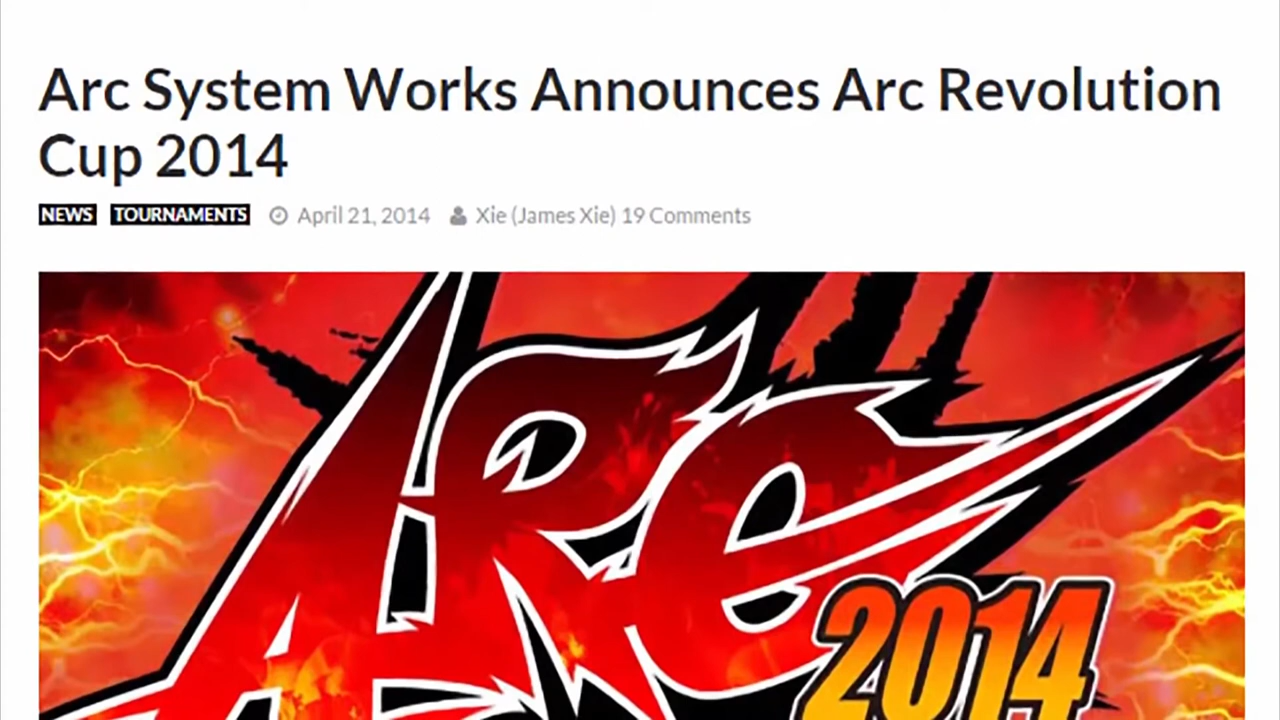 Arc System Works Announces Arc Revolution
Cup 2014
NEWS TOURNAMENTS April 21, 2014 Xie (James Xie) 19 Comments
ARC
2014